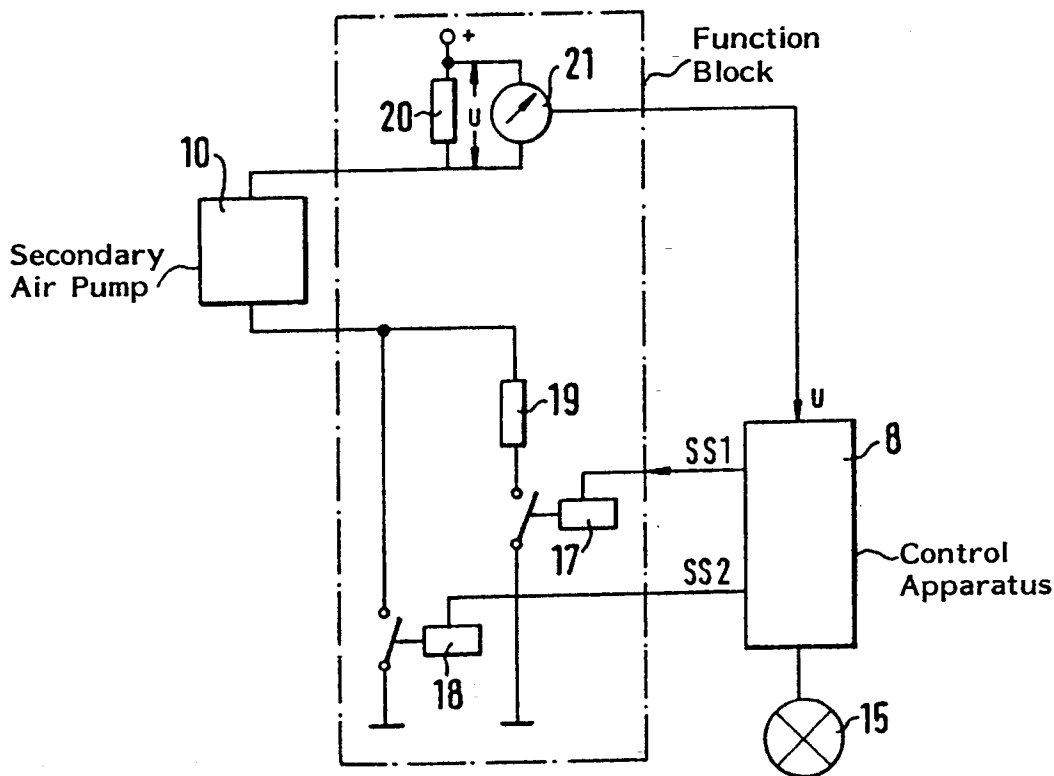 +
Function
Block
21
20
U
10
Secondary
Air Pump
19
U
8
SS1
17
SS2
Control
Apparatus
18
15